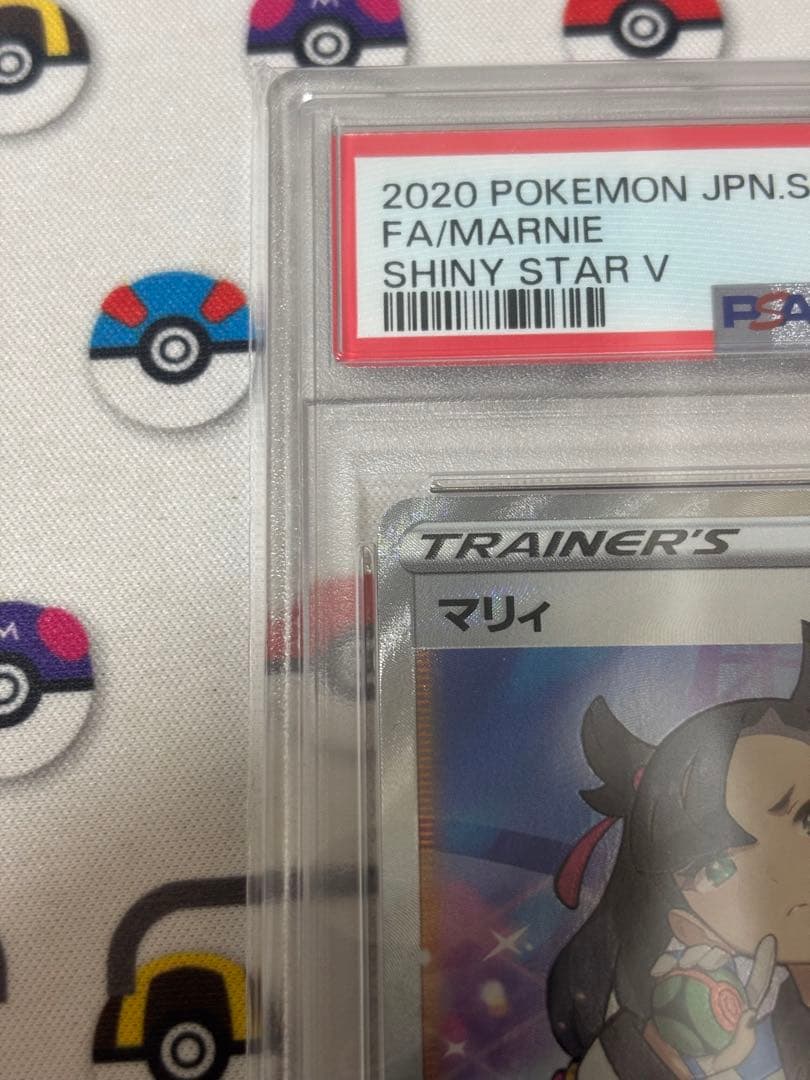 2020 POKEMON JPN.S
FA/MARNIE
SHINY STAR V
PSA
TRAINER'S
マリィ